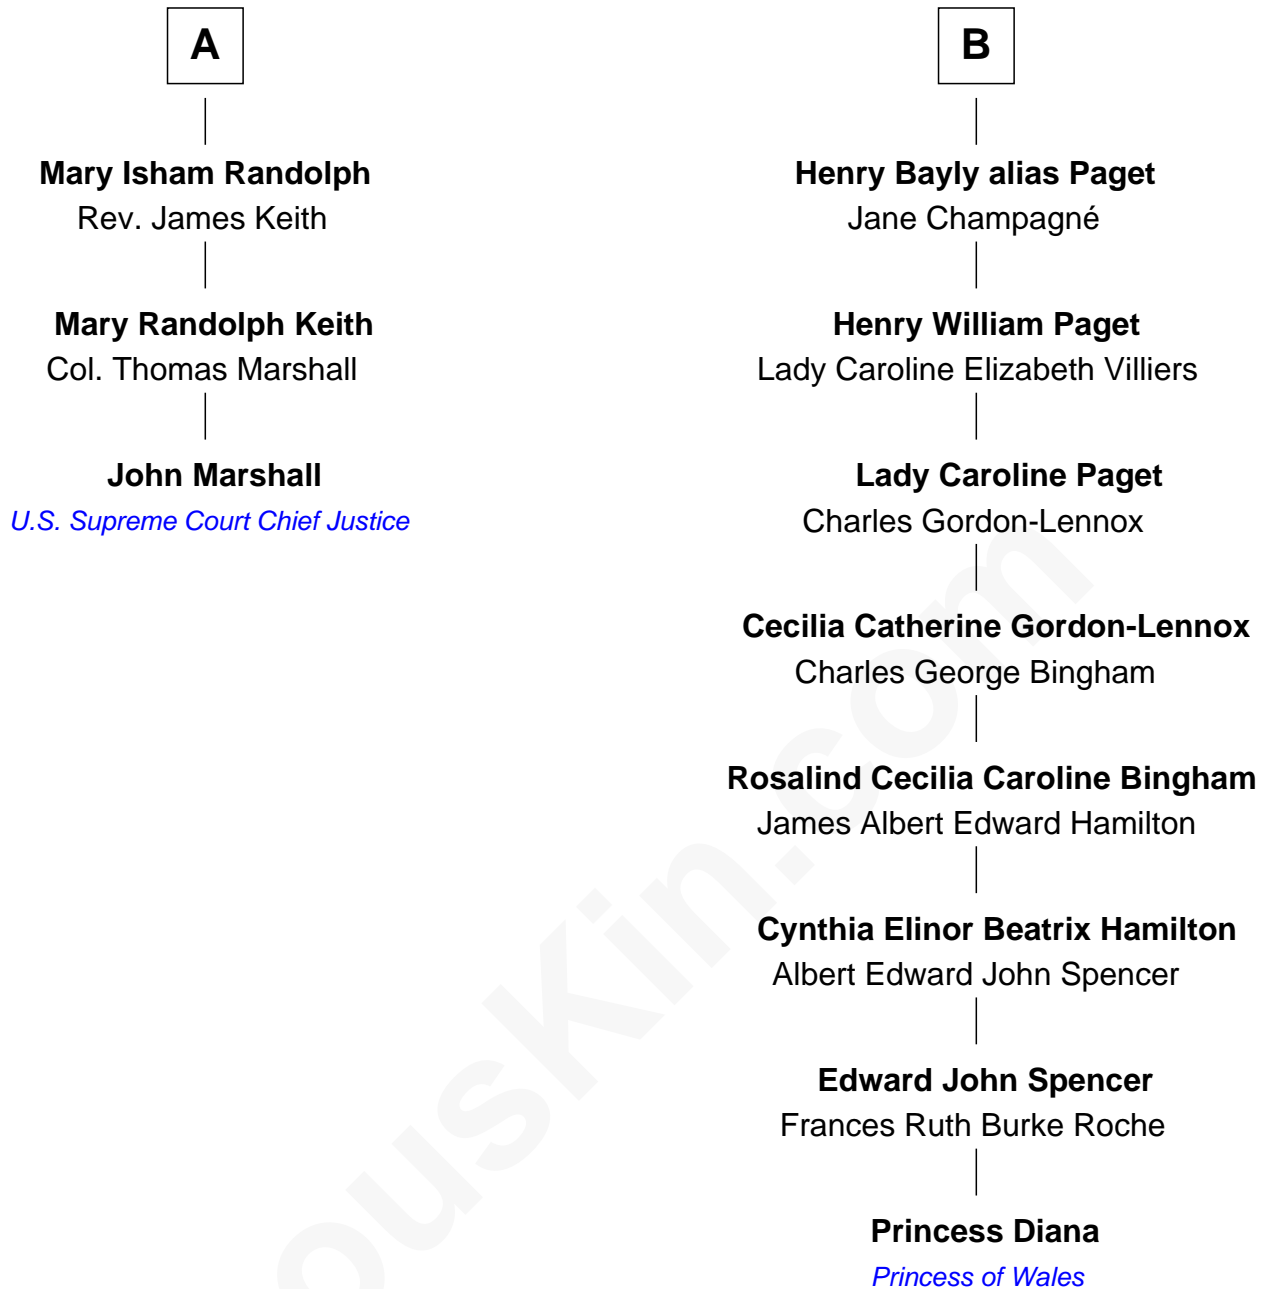 A
Mary Isham Randolph
Rev. James Keith
Mary Randolph Keith
Col. Thomas Marshall
John Marshall
U.S. Supreme Court Chief Justice
B
Henry Bayly alias Paget
Jane Champagné
Henry William Paget
Lady Caroline Elizabeth Villiers
Lady Caroline Paget
Charles Gordon-Lennox
Cecilia Catherine Gordon-Lennox
Charles George Bingham
Rosalind Cecilia Caroline Bingham
James Albert Edward Hamilton
Cynthia Elinor Beatrix Hamilton
Albert Edward John Spencer
Edward John Spencer
Frances Ruth Burke Roche
Princess Diana
Princess of Wales
ousKin.com